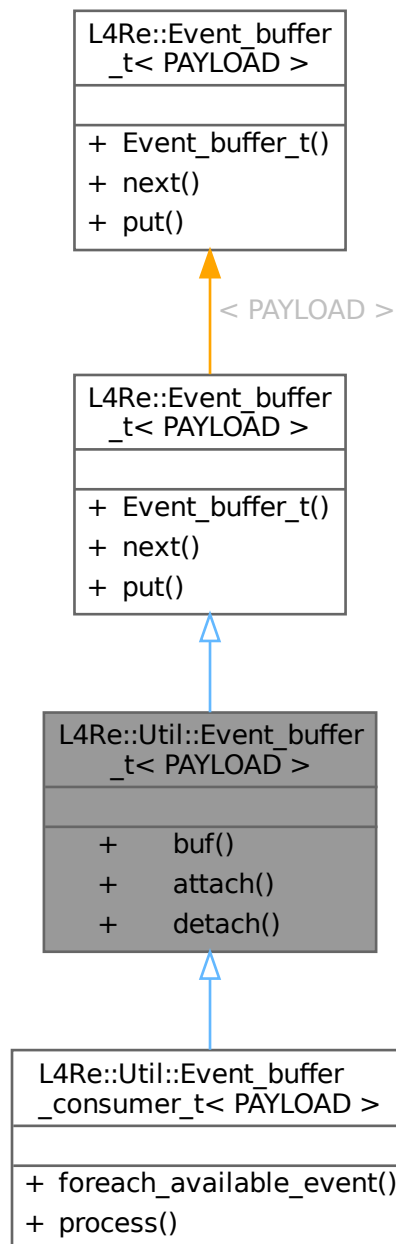 L4Re::Event_buffer
_t< PAYLOAD >
+ Event_buffer_t()
+ next()
+ put()
< PAYLOAD >
L4Re::Event_buffer
_t< PAYLOAD >
+ Event_buffer_t()
+ next()
+ put()
L4Re::Util::Event_buffer
_t< PAYLOAD >
+ buf()
+ attach()
+ detach()
L4Re::Util::Event_buffer
_consumer_t< PAYLOAD >
+ foreach_available_event()
+ process()